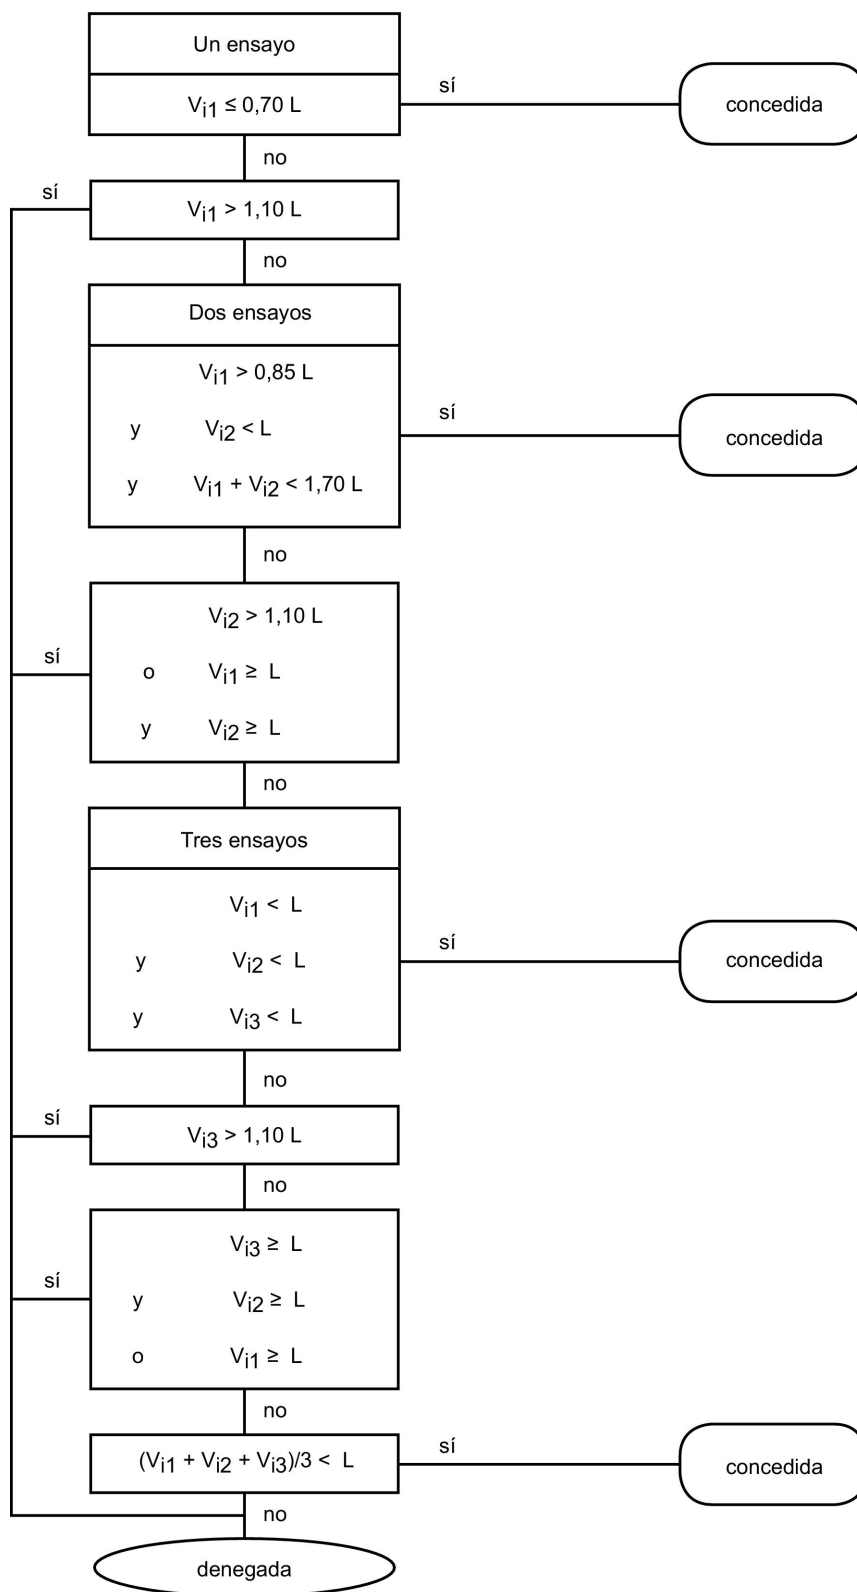 Un ensayo
Vi1 ≤ 0,70 L
sí
concedida
no
sí
Vi1 > 1,10 L
no
Dos ensayos
Vi1 > 0,85 L
y Vi2 < L
y Vi1 + Vi2 < 1,70 L
sí
concedida
no
Vi2 > 1,10 L
sí
o Vi1 ≥ L
y Vi2 ≥ L
no
Tres ensayos
Vi1 < L
y Vi2 < L
y Vi3 < L
sí
concedida
no
sí
Vi3 > 1,10 L
no
Vi3 ≥ L
sí
y Vi2 ≥ L
o Vi1 ≥ L
no
(Vi1 + Vi2 + Vi3)/3 < L
sí
concedida
no
denegada